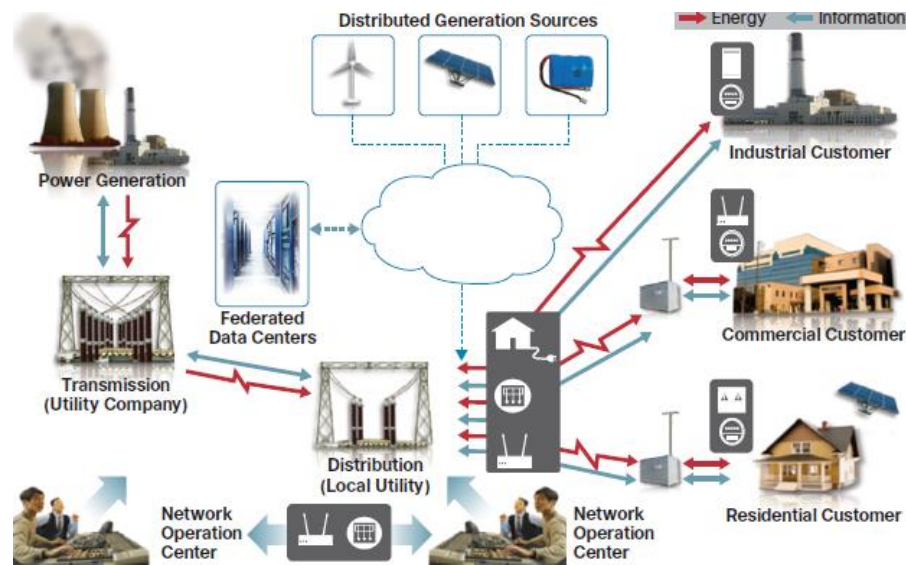 Distributed Generation Sources
Energy
Information
Power Generation
Industrial Customer
Federated
Data Centers
Commercial Customer
Transmission
(Utility Company)
Distribution
(Local Utility)
Residential Customer
Network
Operation
Center
Network
Operation
Center